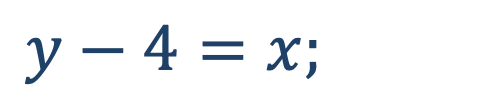 y − 4 = x;